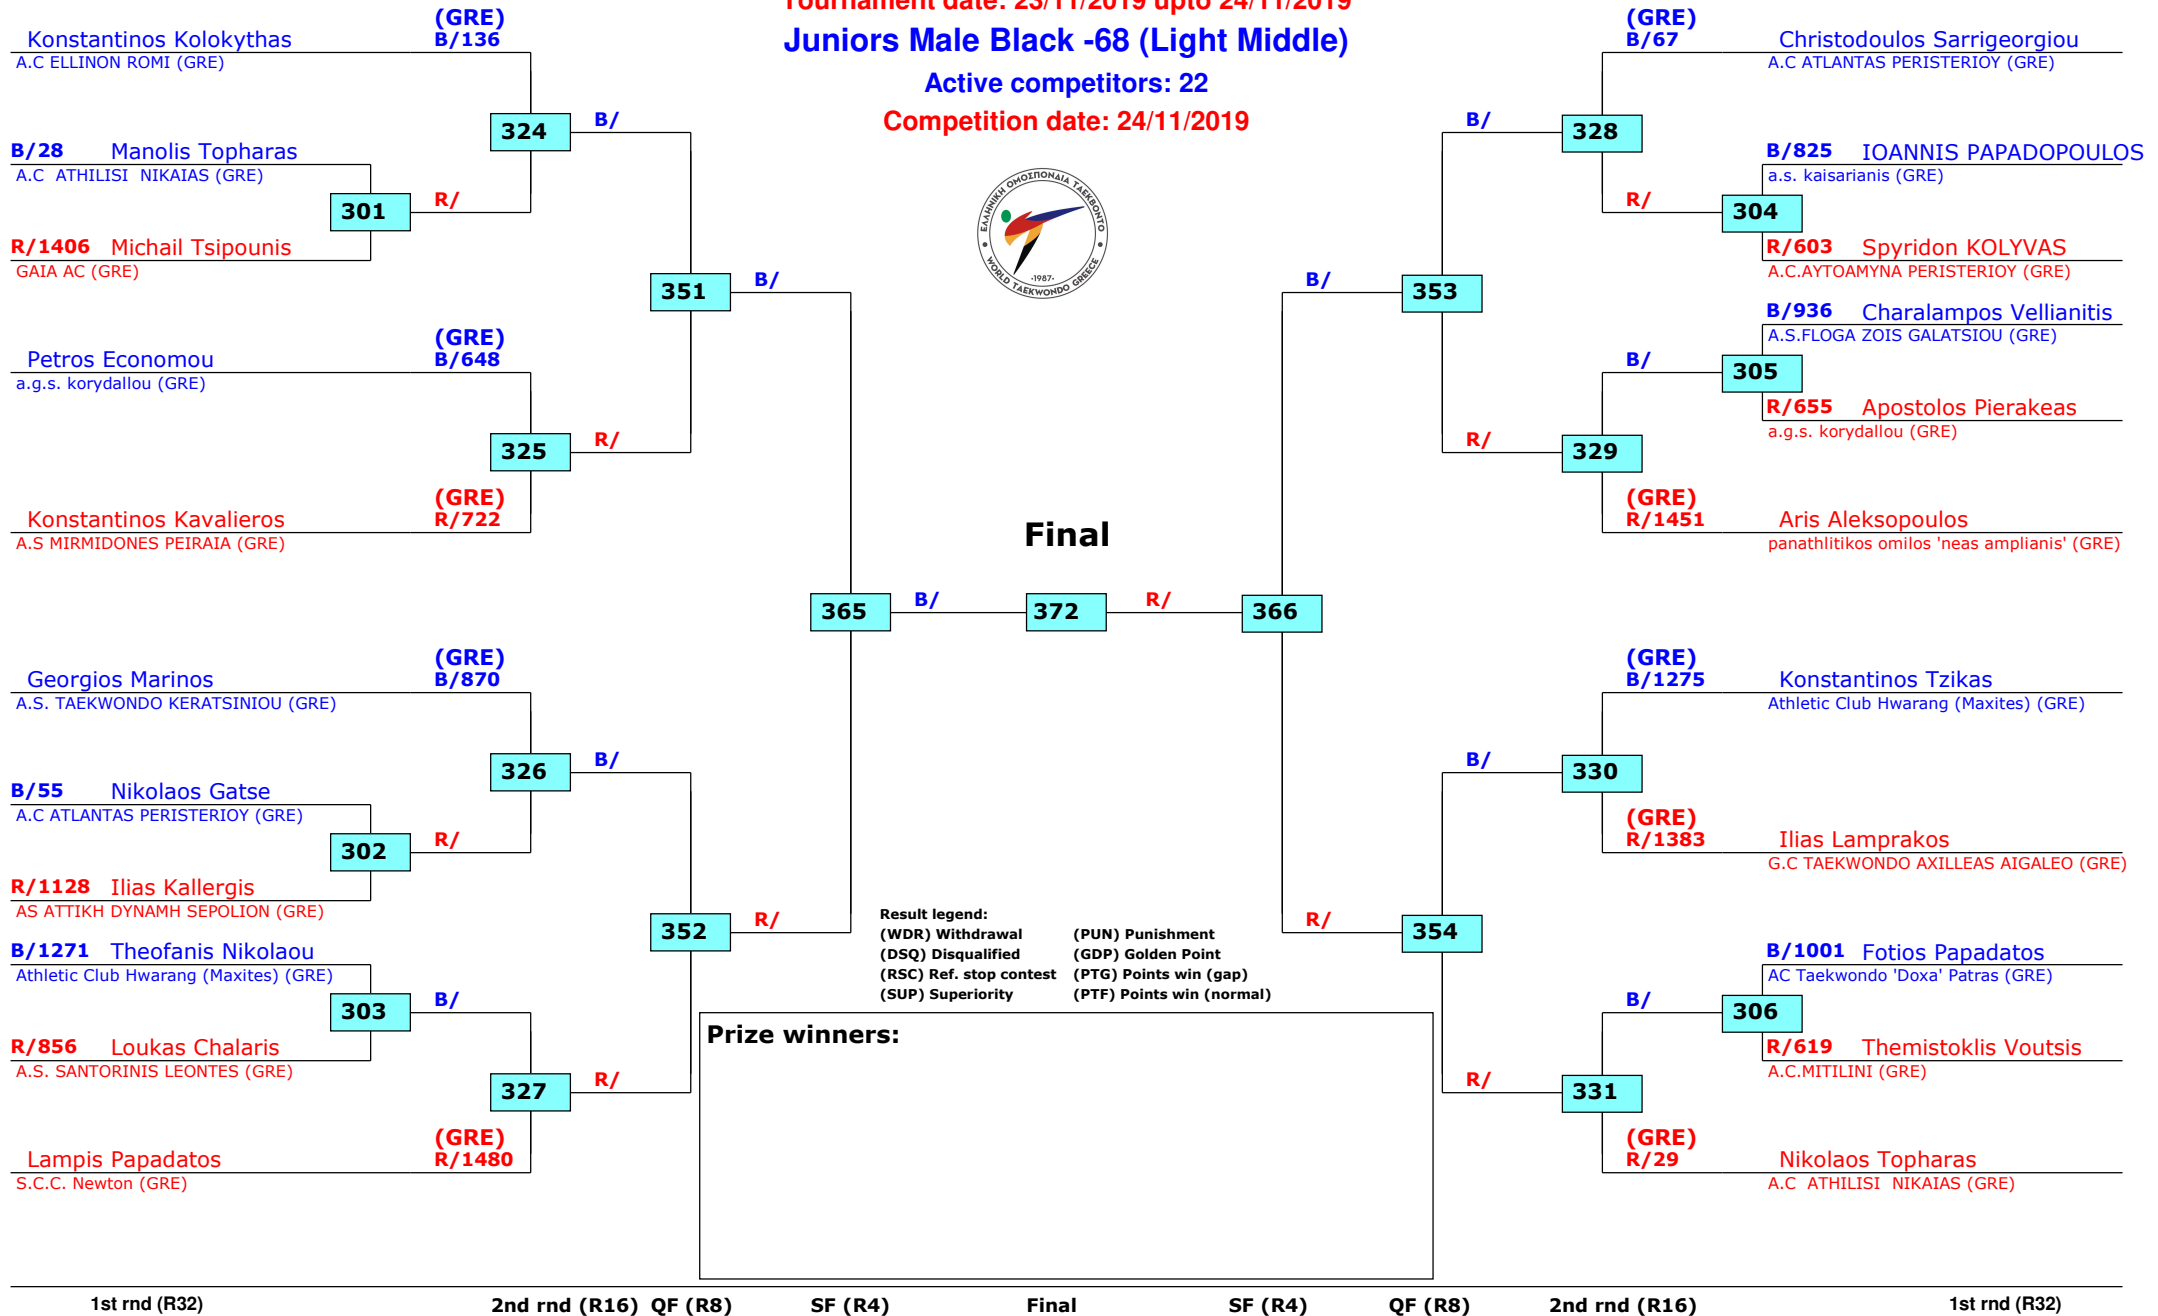 Tournament date: 23/11/2019 upto 24/11/2019
Juniors Male Black -68 (Light Middle)
Active competitors: 22
Competition date: 24/11/2019
ΕΛΛΗΝΙΚΗ ΟΜΟΣΠΟΝΔΙΑ ΤΑΕΚΒΟΝΤΟ
·1987·
WORLD TAEKWONDO GREECE
(GRE)
Konstantinos Kolokythas B/136
A.C ELLINON ROMI (GRE)
324 B/
B/28 Manolis Topharas
A.C ATHILISI NIKAIAS (GRE)
301 R/
R/1406 Michail Tsipounis
GAIA AC (GRE)
351 B/
(GRE)
Petros Economou B/648
a.g.s. korydallou (GRE)
325 R/
(GRE)
Konstantinos Kavalieros R/722
A.S MIRMIDONES PEIRAIA (GRE)
365 B/
(GRE)
Georgios Marinos B/870
A.S. TAEKWONDO KERATSINIOU (GRE)
326 B/
B/55 Nikolaos Gatse
A.C ATLANTAS PERISTERIOY (GRE)
302 R/
R/1128 Ilias Kallergis
AS ATTIKH DYNAMH SEPOLION (GRE)
352 R/
B/1271 Theofanis Nikolaou
Athletic Club Hwarang (Maxites) (GRE)
303 B/
R/856 Loukas Chalaris
A.S. SANTORINIS LEONTES (GRE)
327 R/
(GRE)
Lampis Papadatos R/1480
S.C.C. Newton (GRE)
Final
372
(GRE)
B/67 Christodoulos Sarrigeorgiou
A.C ATLANTAS PERISTERIOY (GRE)
B/ 328
B/825 IOANNIS PAPADOPOULOS
a.s. kaisarianis (GRE)
R/ 304
R/603 Spyridon KOLYVAS
A.C.AYTOAMYNA PERISTERIOY (GRE)
B/ 353
B/936 Charalampos Vellianitis
A.S.FLOGA ZOIS GALATSIOU (GRE)
B/ 305
R/655 Apostolos Pierakeas
a.g.s. korydallou (GRE)
R/ 329
(GRE)
R/1451 Aris Aleksopoulos
panathlitikos omilos 'neas amplianis' (GRE)
R/ 366
(GRE)
B/1275 Konstantinos Tzikas
Athletic Club Hwarang (Maxites) (GRE)
B/ 330
(GRE)
R/1383 Ilias Lamprakos
G.C TAEKWONDO AXILLEAS AIGALEO (GRE)
R/ 354
B/1001 Fotios Papadatos
AC Taekwondo 'Doxa' Patras (GRE)
B/ 306
R/619 Themistoklis Voutsis
A.C.MITILINI (GRE)
R/ 331
(GRE)
R/29 Nikolaos Topharas
A.C ATHILISI NIKAIAS (GRE)
Result legend:
(WDR) Withdrawal (PUN) Punishment
(DSQ) Disqualified (GDP) Golden Point
(RSC) Ref. stop contest (PTG) Points win (gap)
(SUP) Superiority (PTF) Points win (normal)
Prize winners:
1st rnd (R32) 2nd rnd (R16) QF (R8) SF (R4) Final SF (R4) QF (R8) 2nd rnd (R16) 1st rnd (R32)